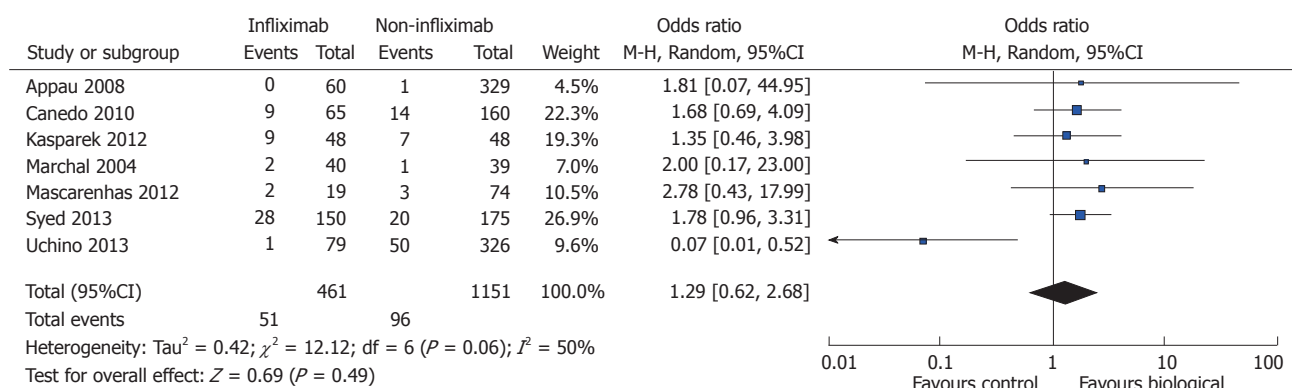 Infliximab Non-infliximab Odds ratio Odds ratio
Study or subgroup Events Total Events Total Weight M-H, Random, 95%CI M-H, Random, 95%CI
Appau 2008 0 60 1 329 4.5% 1.81 [0.07, 44.95]
Canedo 2010 9 65 14 160 22.3% 1.68 [0.69, 4.09]
Kasparek 2012 9 48 7 48 19.3% 1.35 [0.46, 3.98]
Marchal 2004 2 40 1 39 7.0% 2.00 [0.17, 23.00]
Mascarenhas 2012 2 19 3 74 10.5% 2.78 [0.43, 17.99]
Syed 2013 28 150 20 175 26.9% 1.78 [0.96, 3.31]
Uchino 2013 1 79 50 326 9.6% 0.07 [0.01, 0.52]
Total (95%CI) 461 1151 100.0% 1.29 [0.62, 2.68]
Total events 51 96
Heterogeneity: Tau² = 0.42; χ² = 12.12; df = 6 (P = 0.06); I² = 50%
Test for overall effect: Z = 0.69 (P = 0.49)
0.01 0.1 1 10 100
Favours control Favours biological